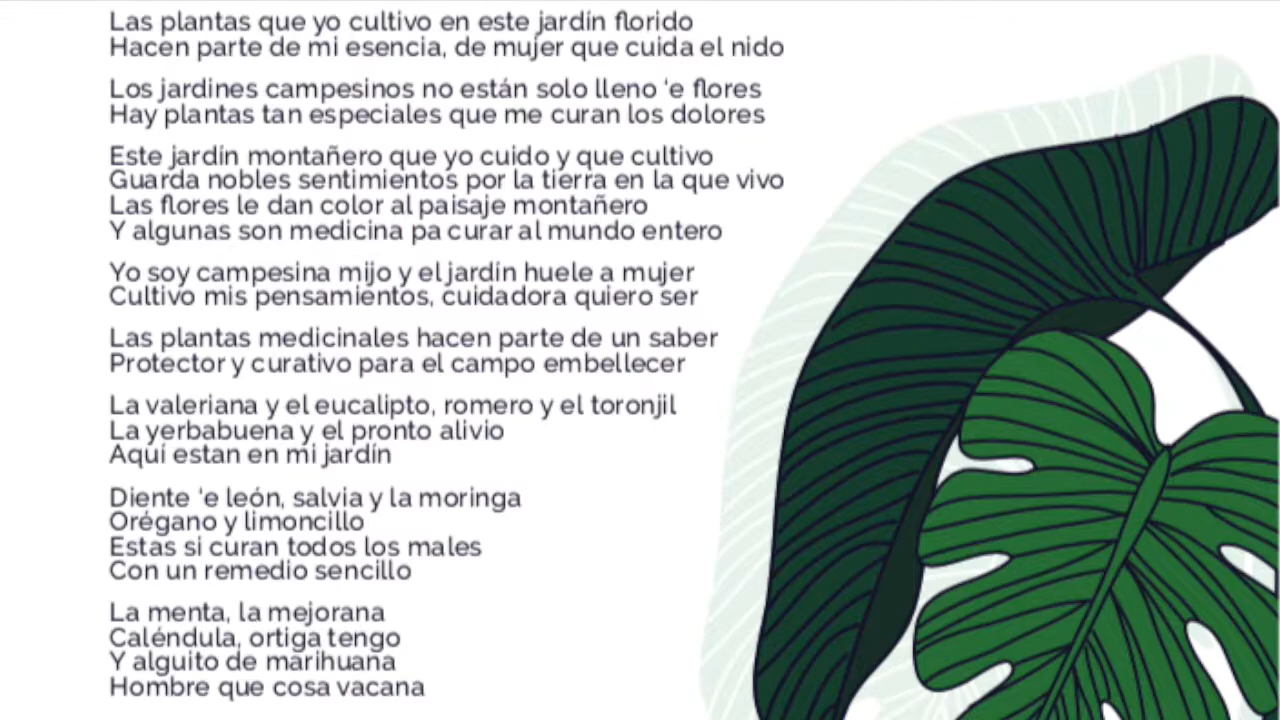 Las plantas que yo cultivo en este jardín florido
Hacen parte de mi esencia, de mujer que cuida el nido
Los jardines campesinos no están solo lleno ‘e flores
Hay plantas tan especiales que me curan los dolores
Este jardín montañero que yo cuido y que cultivo
Guarda nobles sentimientos por la tierra en la que vivo
Las flores le dan color al paisaje montañero
Y algunas son medicina pa curar al mundo entero
Yo soy campesina mijo y el jardín huele a mujer
Cultivo mis pensamientos, cuidadora quiero ser
Las plantas medicinales hacen parte de un saber
Protector y curativo para el campo embellecer
La valeriana y el eucalipto, romero y el toronjil
La yerbabuena y el pronto alivio
Aquí estan en mi jardín
Diente ‘e león, salvia y la moringa
Orégano y limoncillo
Estas si curan todos los males
Con un remedio sencillo
La menta, la mejorana
Caléndula, ortiga tengo
Y alguito de marihuana
Hombre que cosa vacana